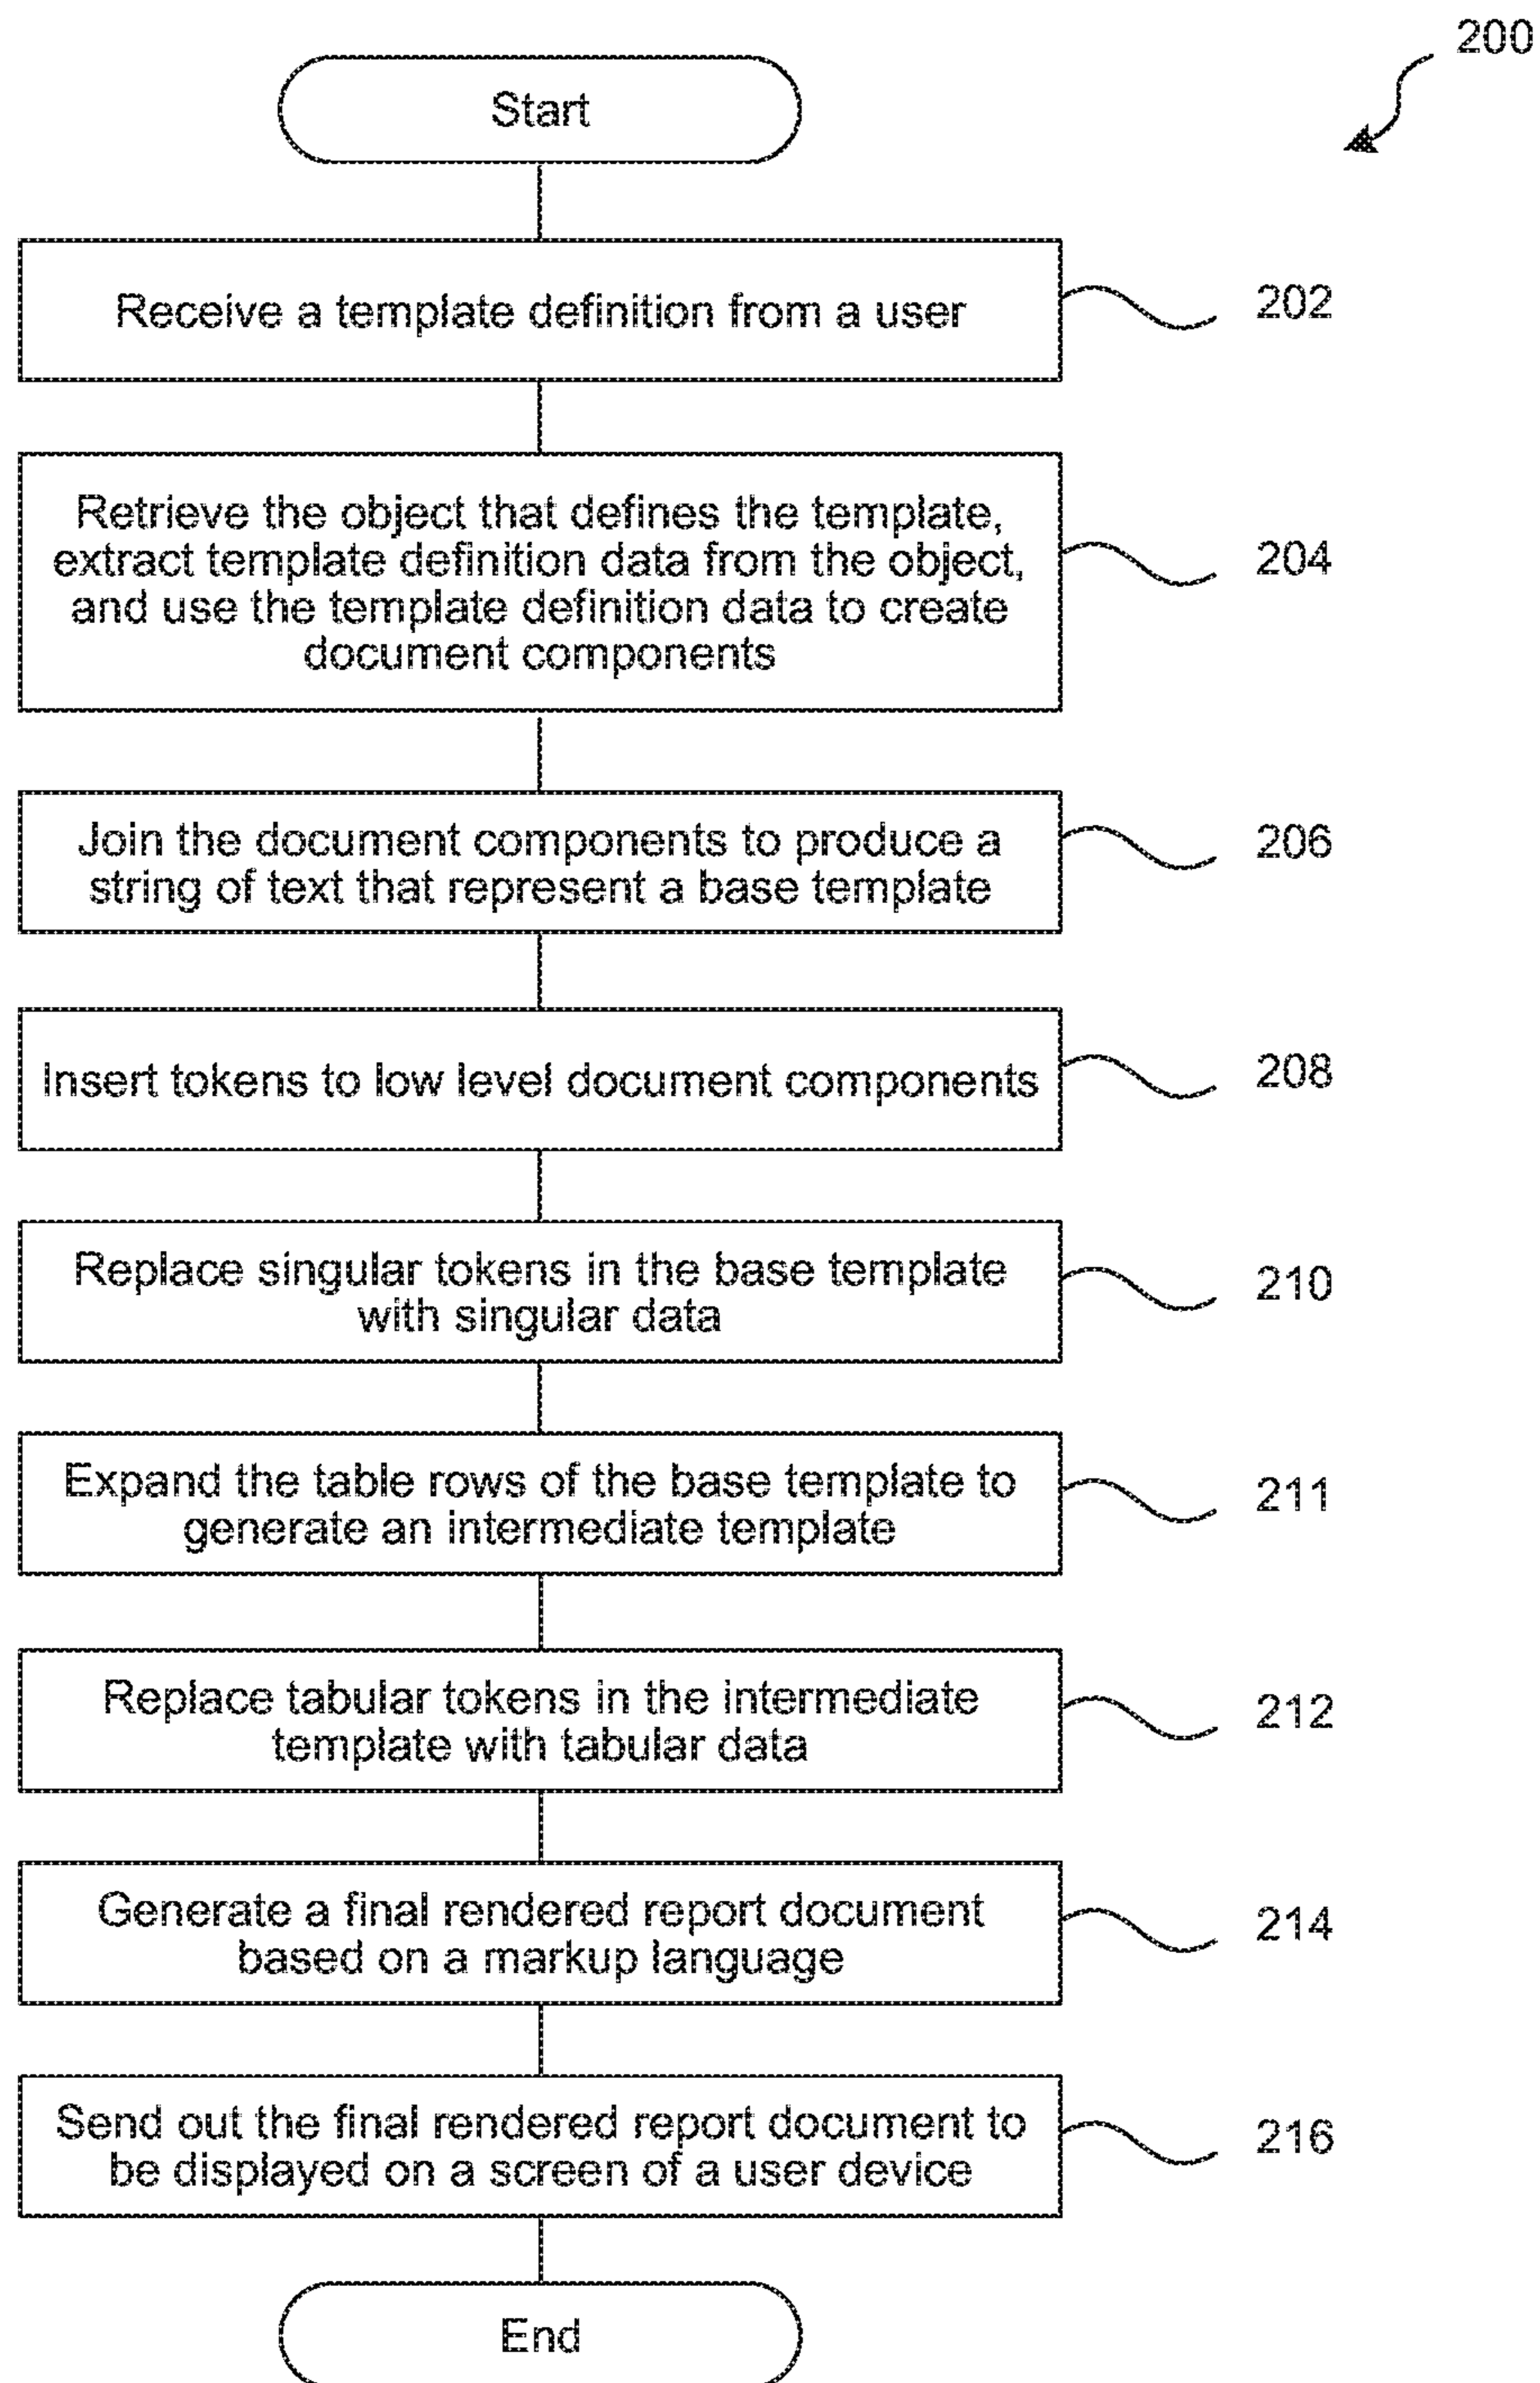 200
Start
Receive a template definition from a user
202
Retrieve the object that defines the template,
extract template definition data from the object,
and use the template definition data to create
document components
204
Join the document components to produce a
string of text that represent a base template
206
Insert tokens to low level document components
208
Replace singular tokens in the base template
with singular data
210
Expand the table rows of the base template to
generate an intermediate template
211
Replace tabular tokens in the intermediate
template with tabular data
212
Generate a final rendered report document
based on a markup language
214
Send out the final rendered report document to
be displayed on a screen of a user device
216
End